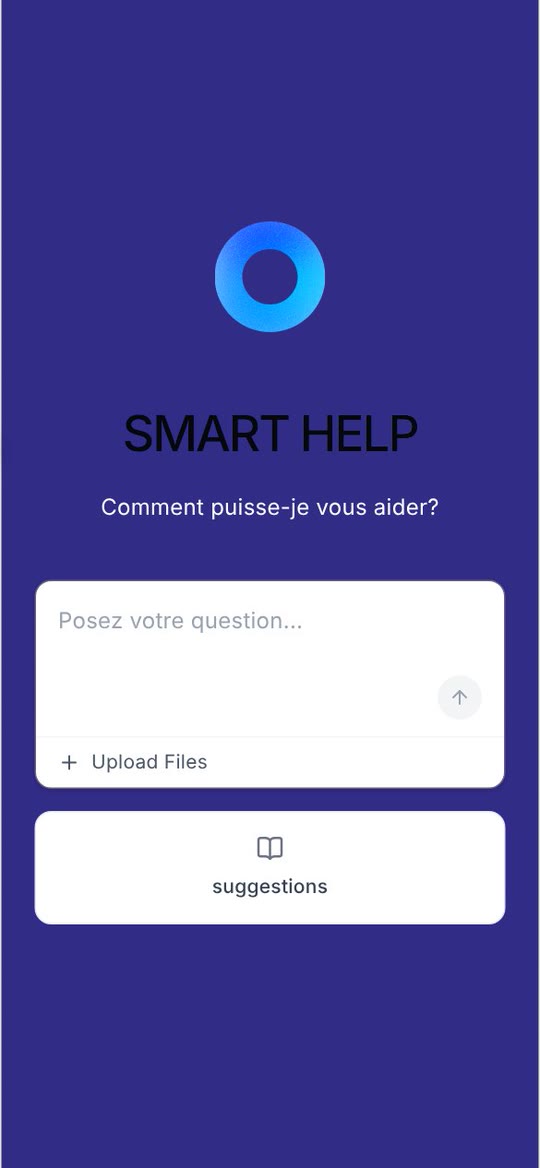 SMART HELP
Comment puisse-je vous aider?
Posez votre question...
Upload Files
suggestions